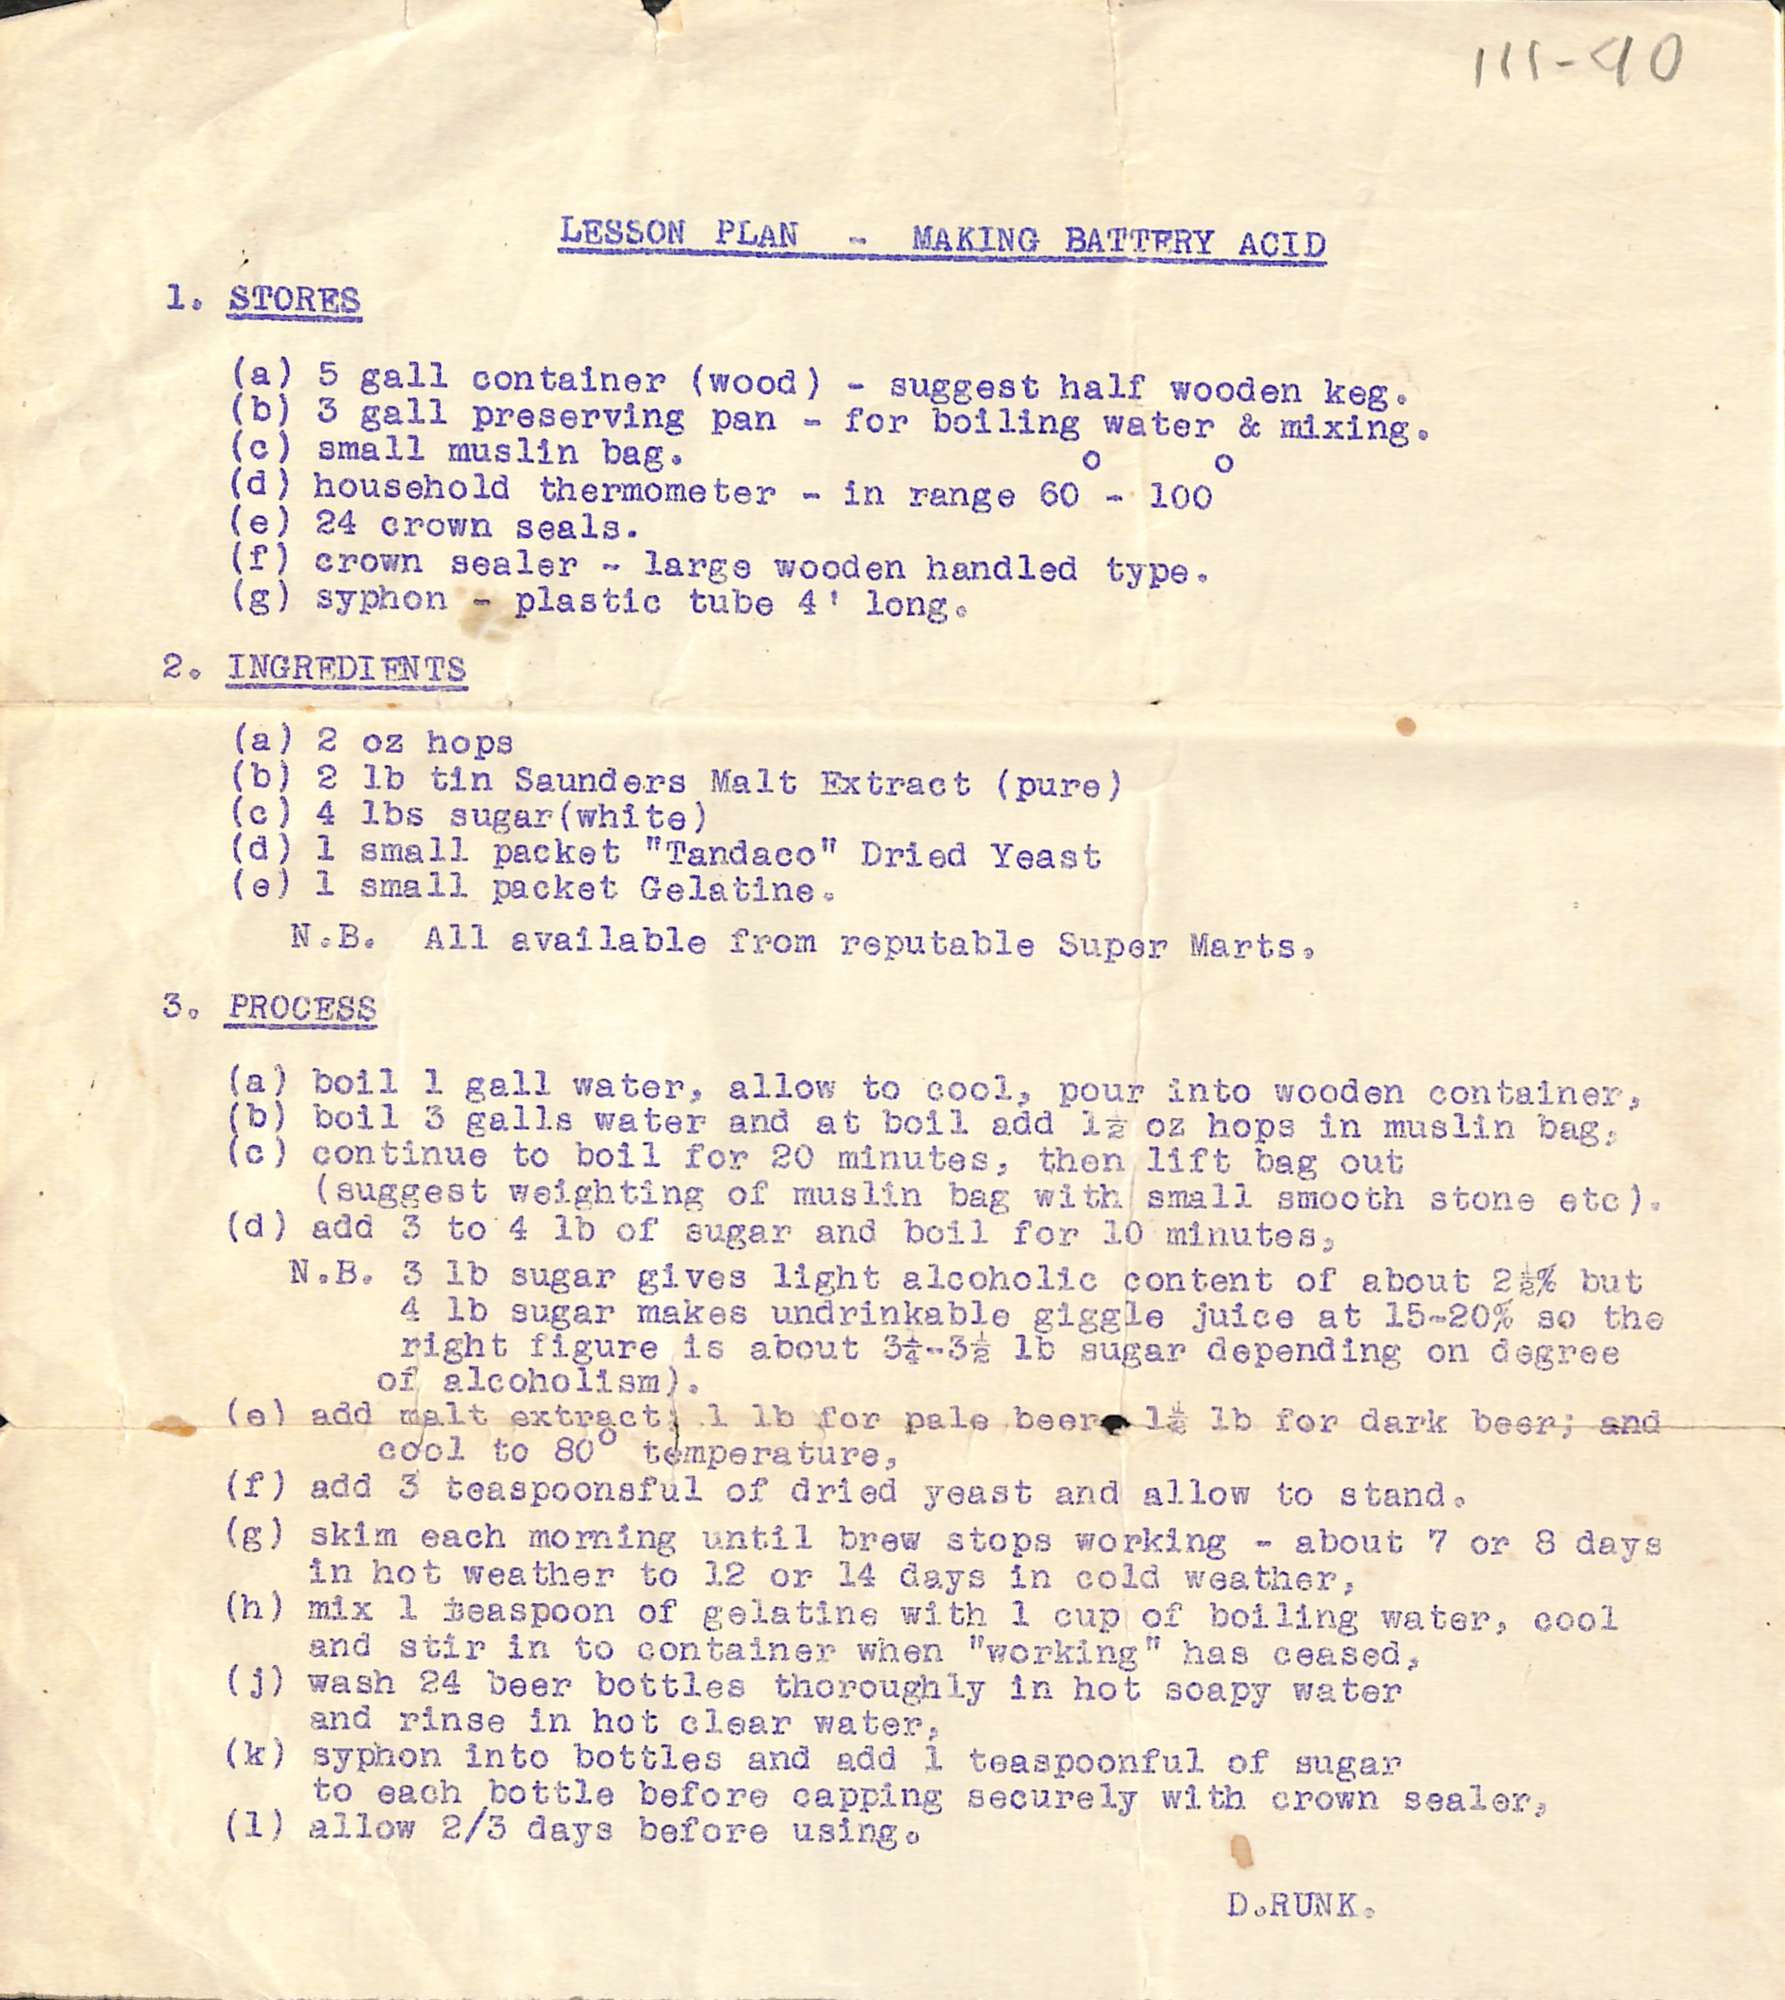 111-40
LESSON PLAN - MAKING BATTERY ACID
1. STORES
(a) 5 gall container (wood) - suggest half wooden keg.
(b) 3 gall preserving pan - for boiling water & mixing.
(c) small muslin bag.
(d) household thermometer - in range 60° - 100°
(e) 24 crown seals.
(f) crown sealer - large wooden handled type.
(g) syphon - plastic tube 4' long.
2. INGREDIENTS
(a) 2 oz hops
(b) 2 lb tin Saunders Malt Extract (pure)
(c) 4 lbs sugar(white)
(d) 1 small packet "Tandaco" Dried Yeast
(e) 1 small packet Gelatine.
N.B. All available from reputable Super Marts.
3. PROCESS
(a) boil 1 gall water, allow to cool, pour into wooden container,
(b) boil 3 galls water and at boil add 1½ oz hops in muslin bag,
(c) continue to boil for 20 minutes, then lift bag out
(suggest weighting of muslin bag with small smooth stone etc).
(d) add 3 to 4 lb of sugar and boil for 10 minutes,
N.B. 3 lb sugar gives light alcoholic content of about 2½% but
4 lb sugar makes undrinkable giggle juice at 15-20% so the
right figure is about 3¼-3½ lb sugar depending on degree
of alcoholism).
(e) add malt extract; 1 lb for pale beer 1½ lb for dark beer; and
cool to 80° temperature,
(f) add 3 teaspoonsful of dried yeast and allow to stand.
(g) skim each morning until brew stops working - about 7 or 8 days
in hot weather to 12 or 14 days in cold weather,
(h) mix 1 teaspoon of gelatine with 1 cup of boiling water, cool
and stir in to container when "working" has ceased,
(j) wash 24 beer bottles thoroughly in hot soapy water
and rinse in hot clear water,
(k) syphon into bottles and add 1 teaspoonful of sugar
to each bottle before capping securely with crown sealer,
(l) allow 2/3 days before using.
D.RUNK.